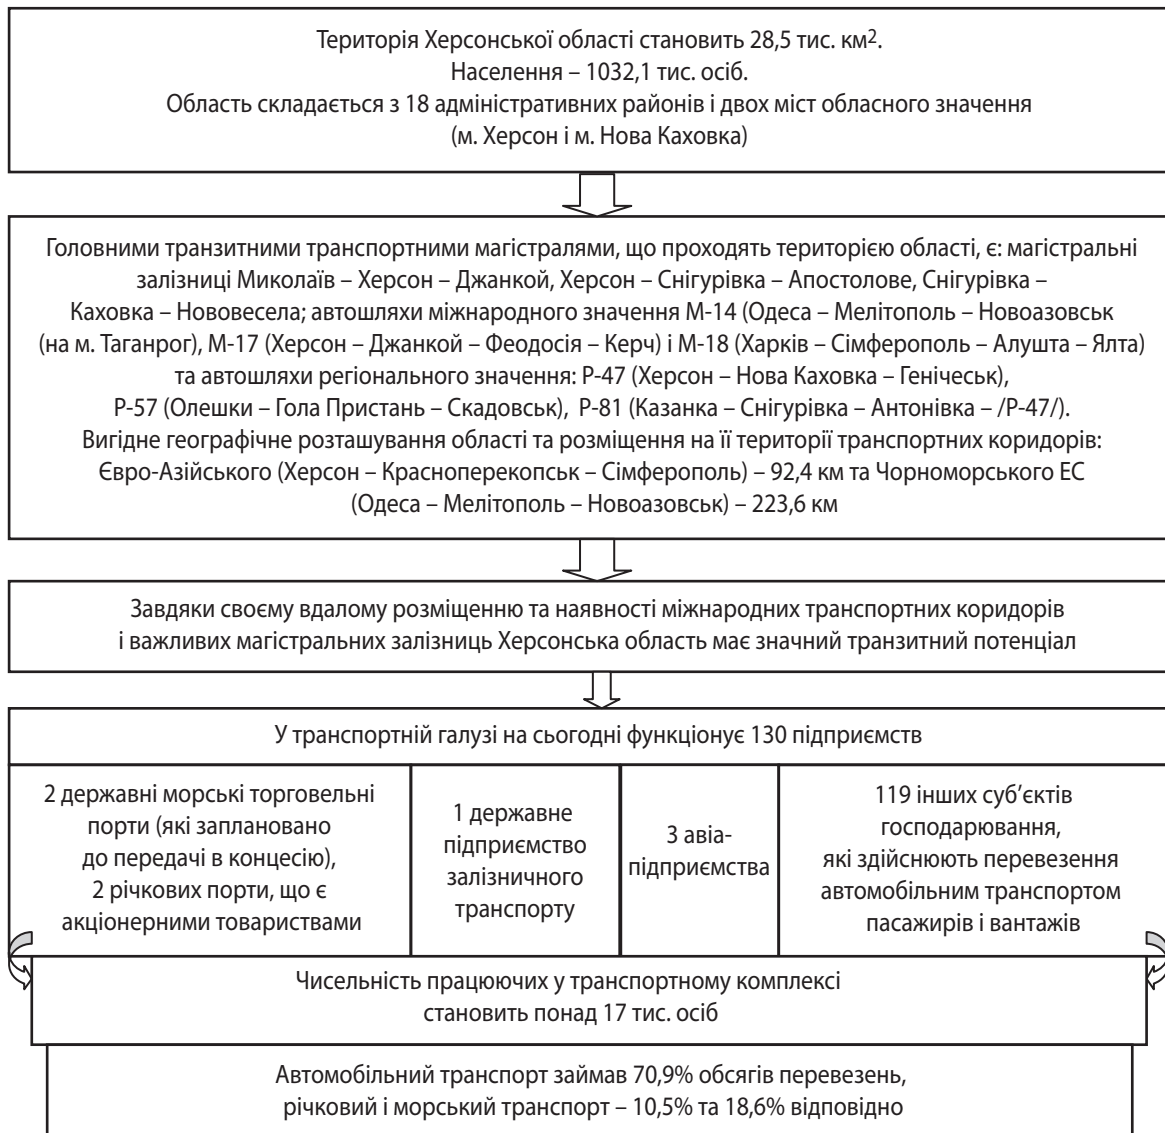 Територія Херсонської області становить 28,5 тис. км².
Населення – 1032,1 тис. осіб.
Область складається з 18 адміністративних районів і двох міст обласного значення
(м. Херсон і м. Нова Каховка)
Головними транзитними транспортними магістралями, що проходять територією області, є: магістральні
залізниці Миколаїв – Херсон – Джанкой, Херсон – Снігурівка – Апостолове, Снігурівка –
Каховка – Нововесела; автошляхи міжнародного значення М-14 (Одеса – Мелітополь – Новоазовськ
(на м. Таганрог), М-17 (Херсон – Джанкой – Феодосія – Керч) і М-18 (Харків – Сімферополь – Алушта – Ялта)
та автошляхи регіонального значення: Р-47 (Херсон – Нова Каховка – Генічеськ),
Р-57 (Олешки – Гола Пристань – Скадовськ), Р-81 (Казанка – Снігурівка – Антонівка – /Р-47/).
Вигідне географічне розташування області та розміщення на її території транспортних коридорів:
Євро-Азійського (Херсон – Красноперекопськ – Сімферополь) – 92,4 км та Чорноморського ЕС
(Одеса – Мелітополь – Новоазовськ) – 223,6 км
Завдяки своєму вдалому розміщенню та наявності міжнародних транспортних коридорів
і важливих магістральних залізниць Херсонська область має значний транзитний потенціал
У транспортній галузі на сьогодні функціонує 130 підприємств
2 державні морські торговельні
порти (які заплановано
до передачі в концесію),
2 річкових порти, що є
акціонерними товариствами
1 державне
підприємство
залізничного
транспорту
3 авіа-
підприємства
119 інших суб’єктів
господарювання,
які здійснюють перевезення
автомобільним транспортом
пасажирів і вантажів
Чисельність працюючих у транспортному комплексі
становить понад 17 тис. осіб
Автомобільний транспорт займав 70,9% обсягів перевезень,
річковий і морський транспорт – 10,5% та 18,6% відповідно